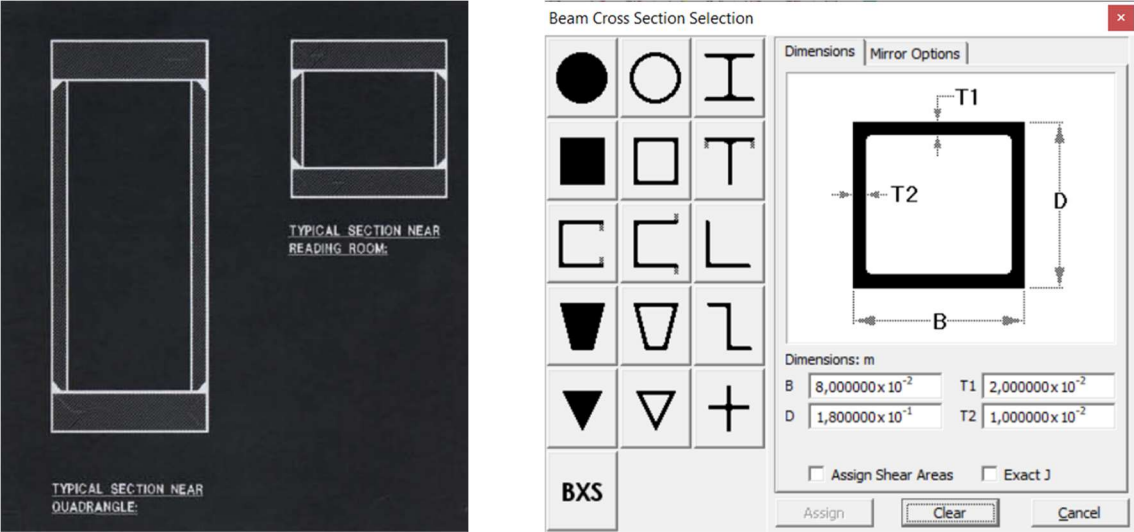 TYPICAL SECTION NEAR
READING ROOM:
TYPICAL SECTION NEAR
QUADRANGLE:
Beam Cross Section Selection
×
Dimensions
Mirror Options
T1
T2
D
B
Dimensions: m
B 8,000000x10⁻² T1 2,000000x10⁻²
D 1,800000x10⁻¹ T2 1,000000x10⁻²
Assign Shear Areas Exact J
BXS
Assign Clear Cancel